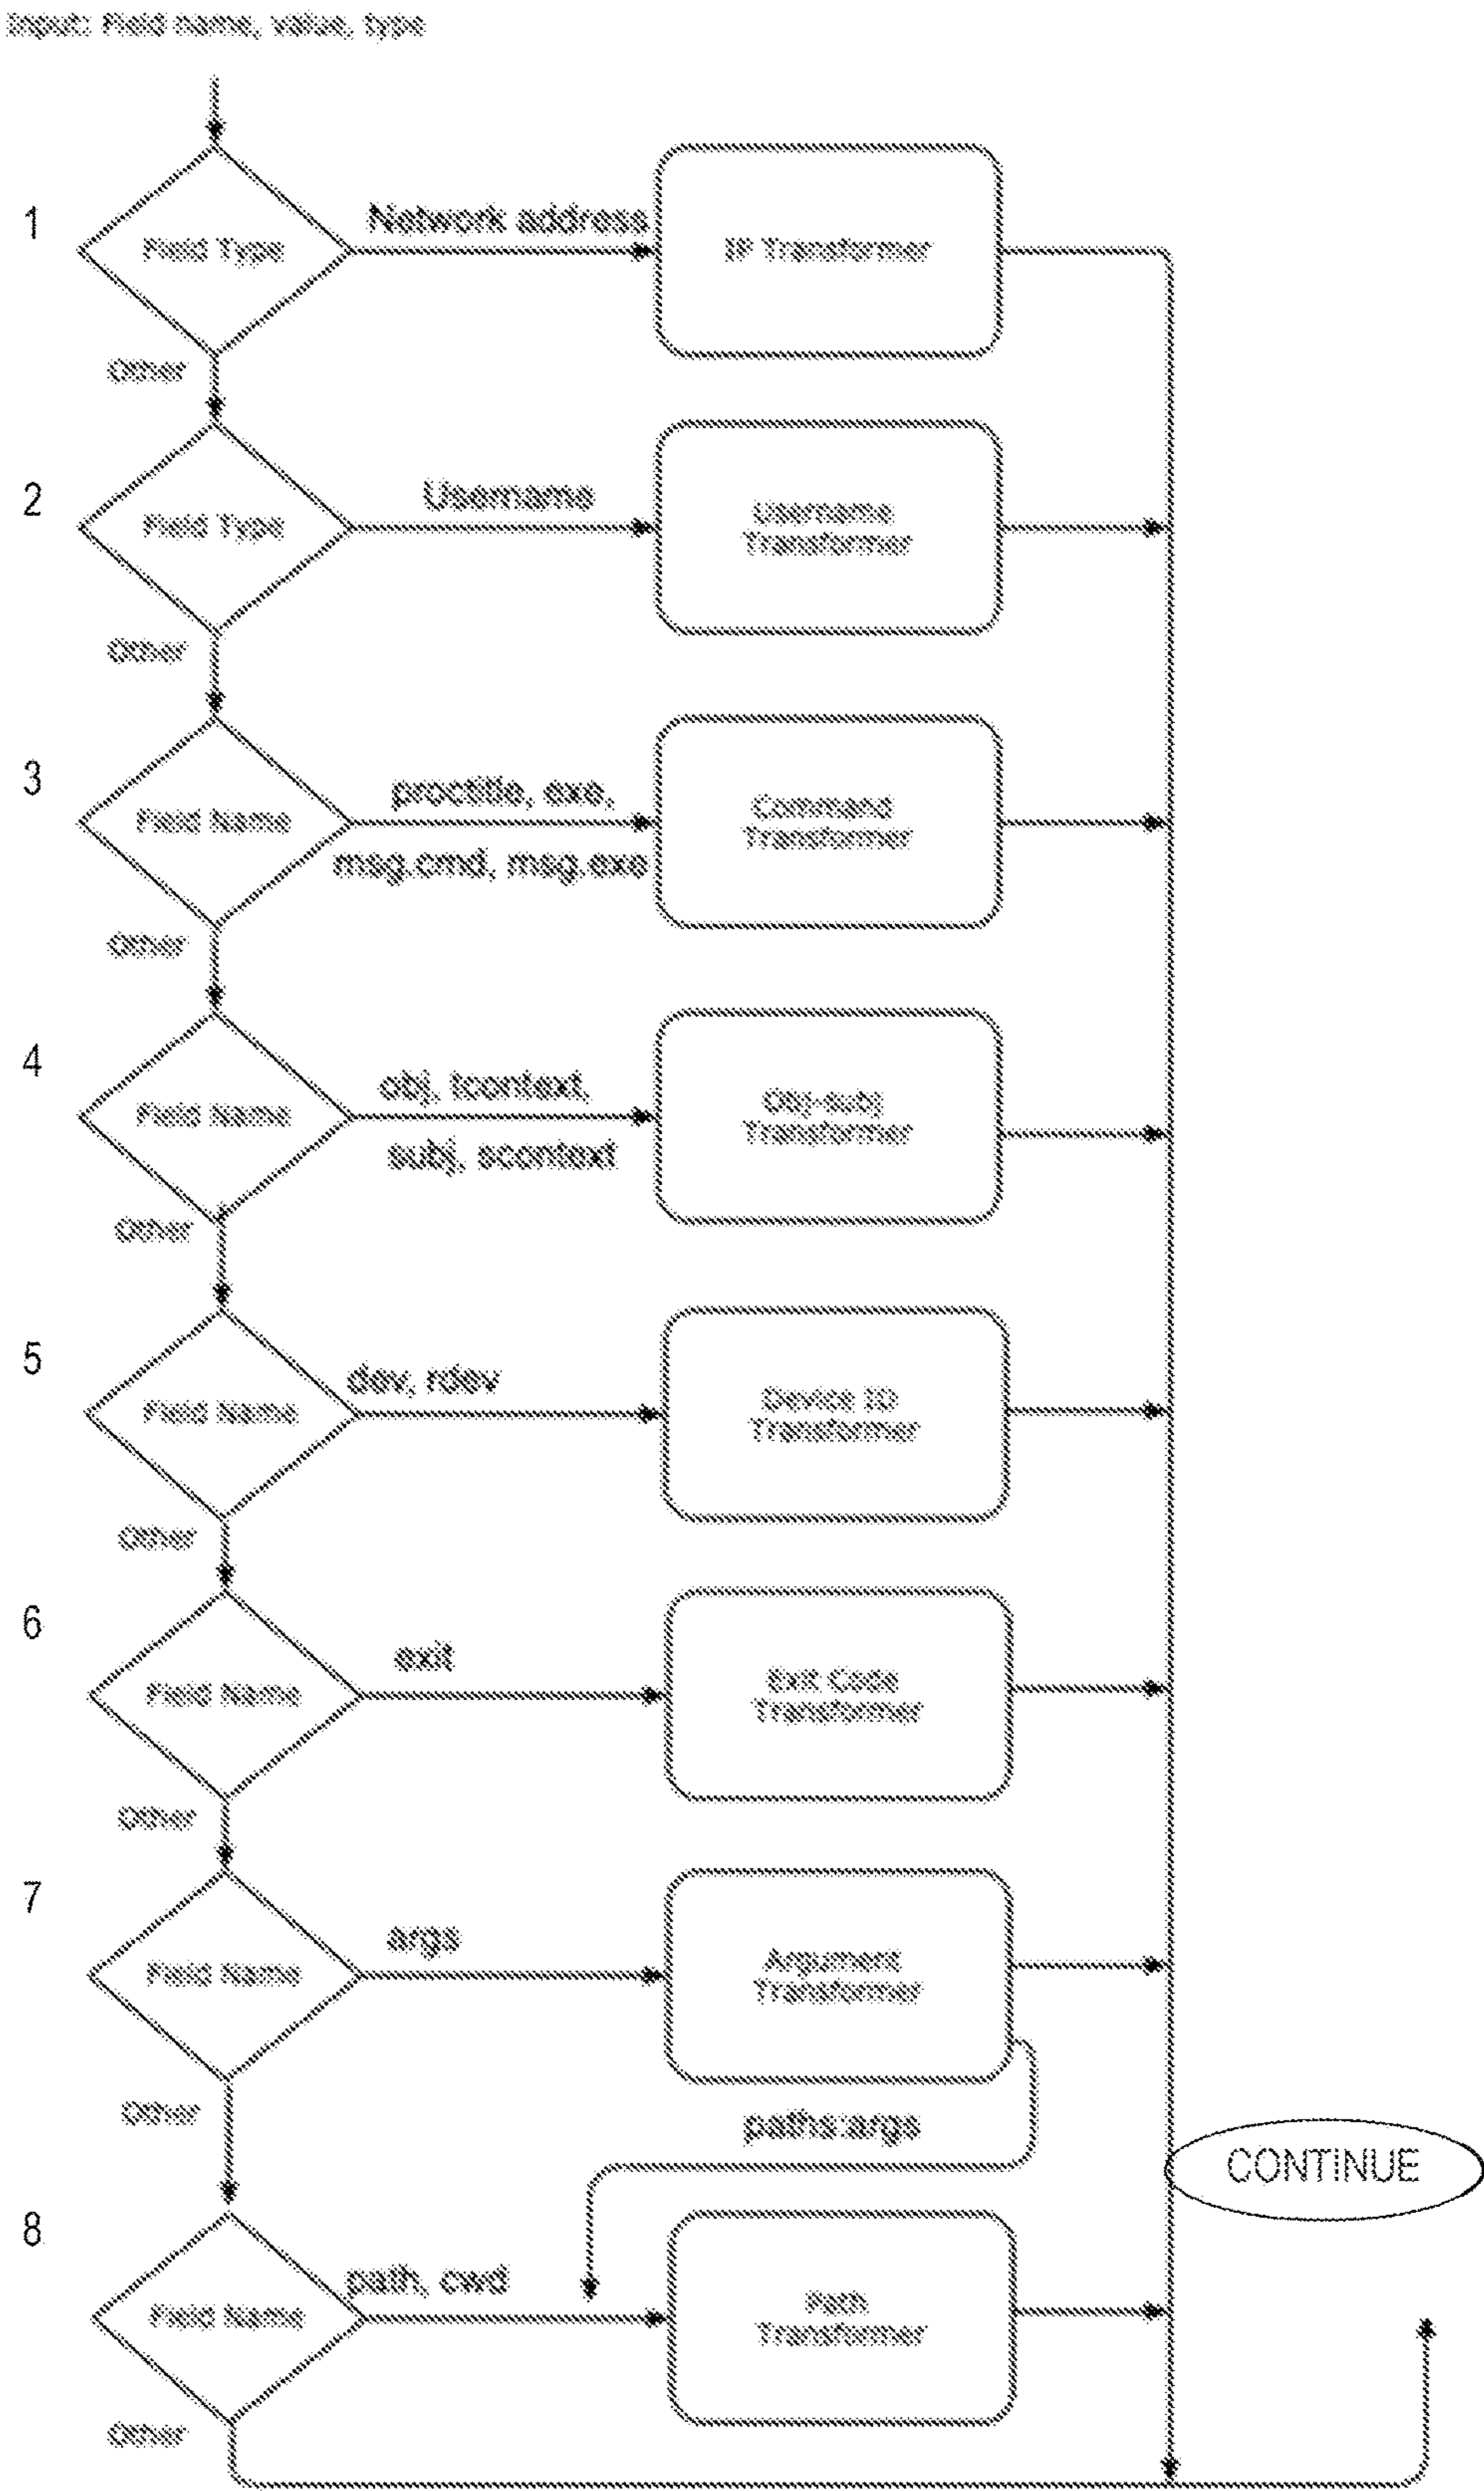 Input: Field name, value, type
1
Field Type
Network address
IP Transformer
Other
2
Field Type
Username
Username
Transformer
Other
3
Field Name
proctitle, exe,
msg.cmd, msg.exe
Command
Transformer
Other
4
Field Name
obj, tcontext,
subj, scontext
Obj-subj
Transformer
Other
5
Field Name
dev, rdev
Device ID
Transformer
Other
6
Field Name
exit
Exit Code
Transformer
Other
7
Field Name
args
Argument
Transformer
Other
paths:args
CONTINUE
8
Field Name
path, cwd
Path
Transformer
Other